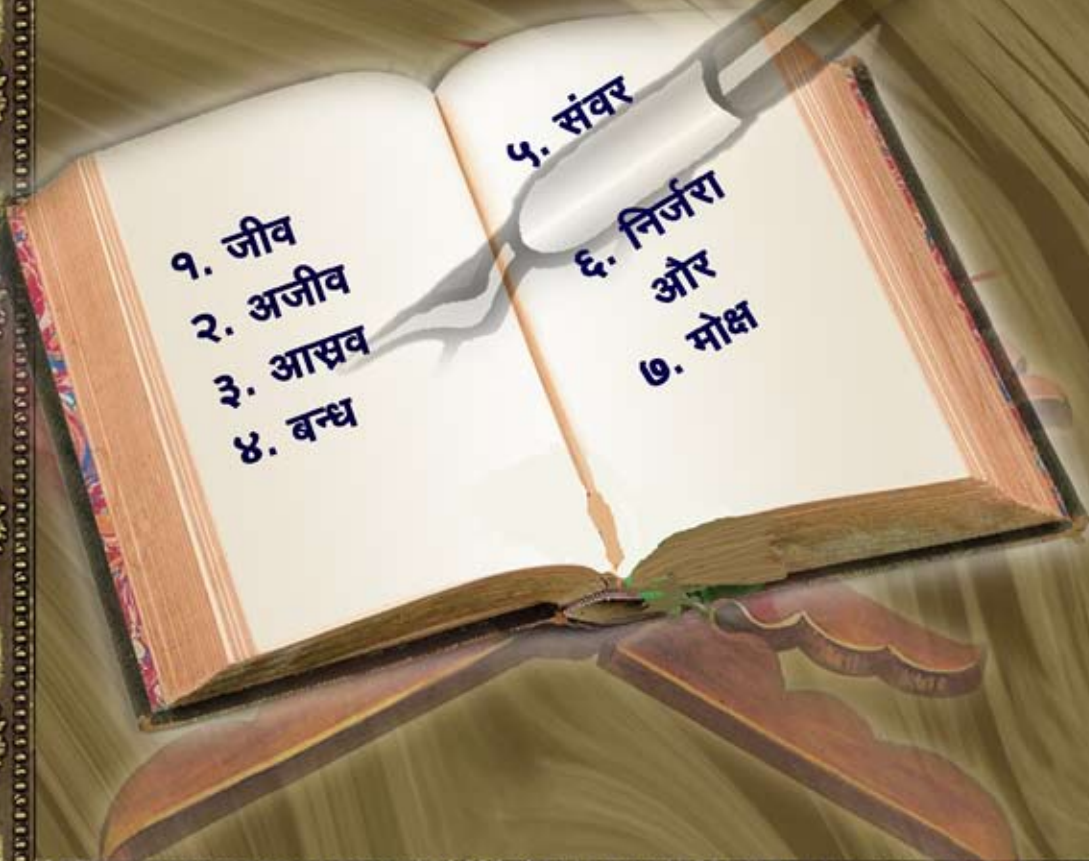 १. जीव
२. अजीव
३. आस्रव
४. बन्ध
५. संवर
६. निर्जरा
और
७. मोक्ष